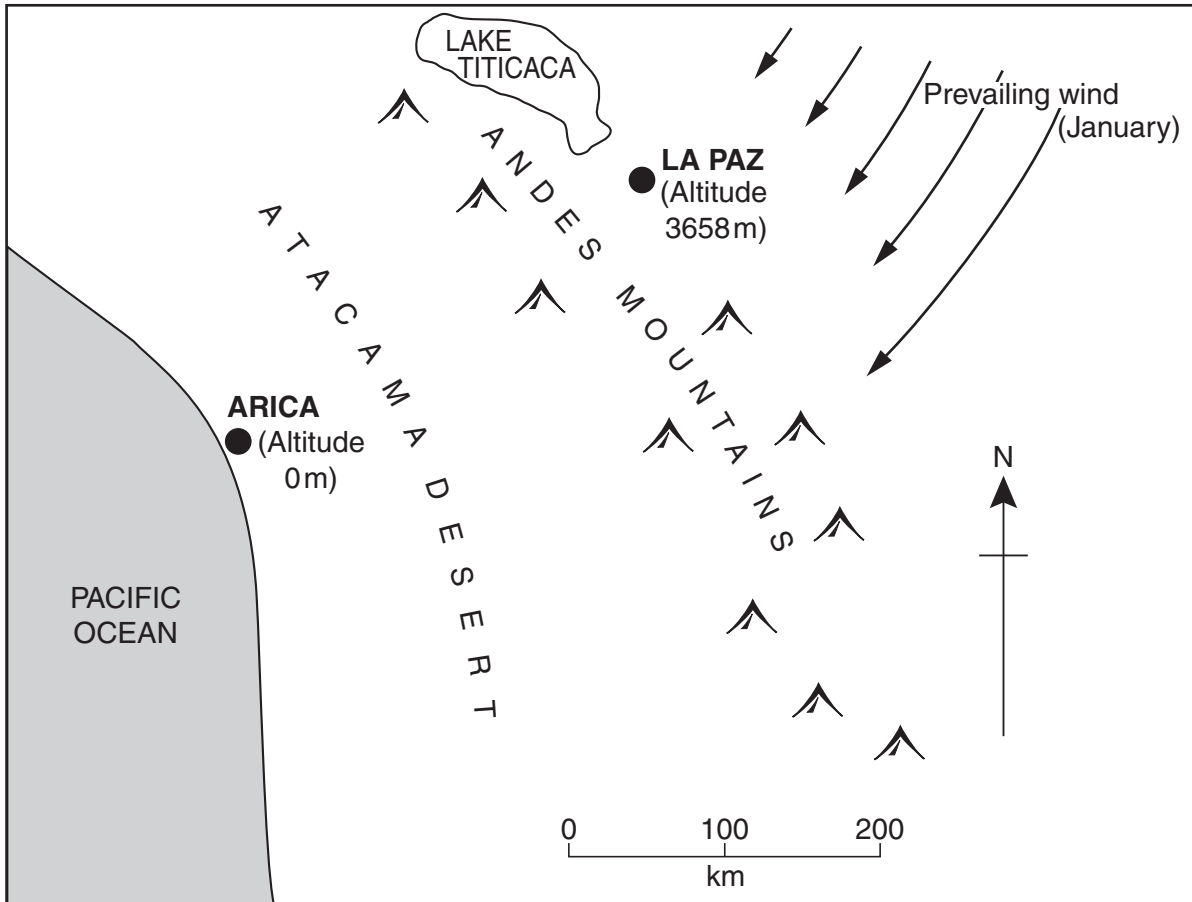 LAKE
TITICACA
Prevailing wind
(January)
LA PAZ
(Altitude
3658 m)
ANDES MOUNTAINS
ATACAMA DESERT
ARICA
(Altitude
0 m)
N
PACIFIC
OCEAN
0 100 200
km